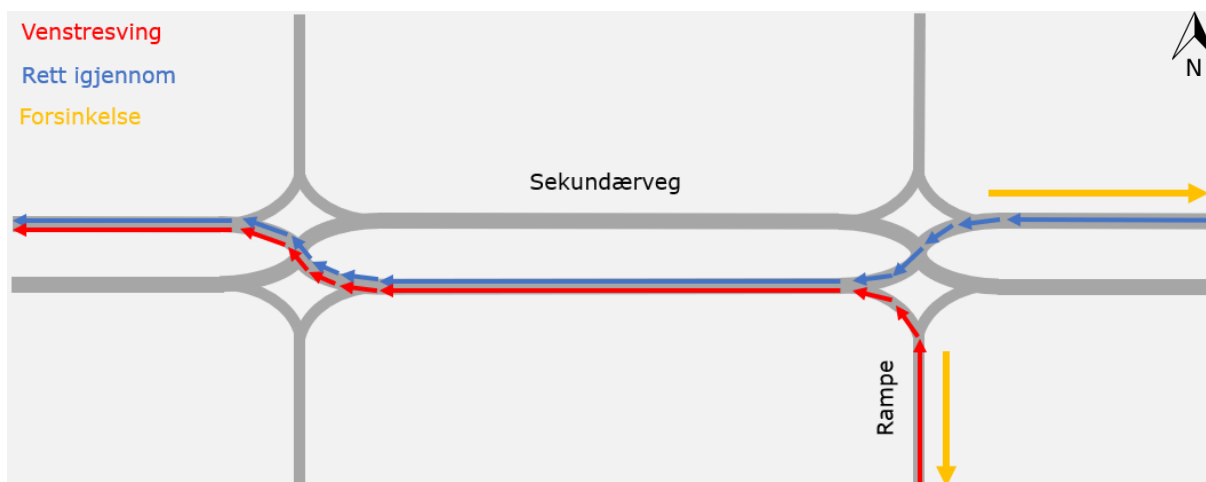 Venstresving
Rett igjennom
Forsinkelse
N
Sekundærveg
Rampe